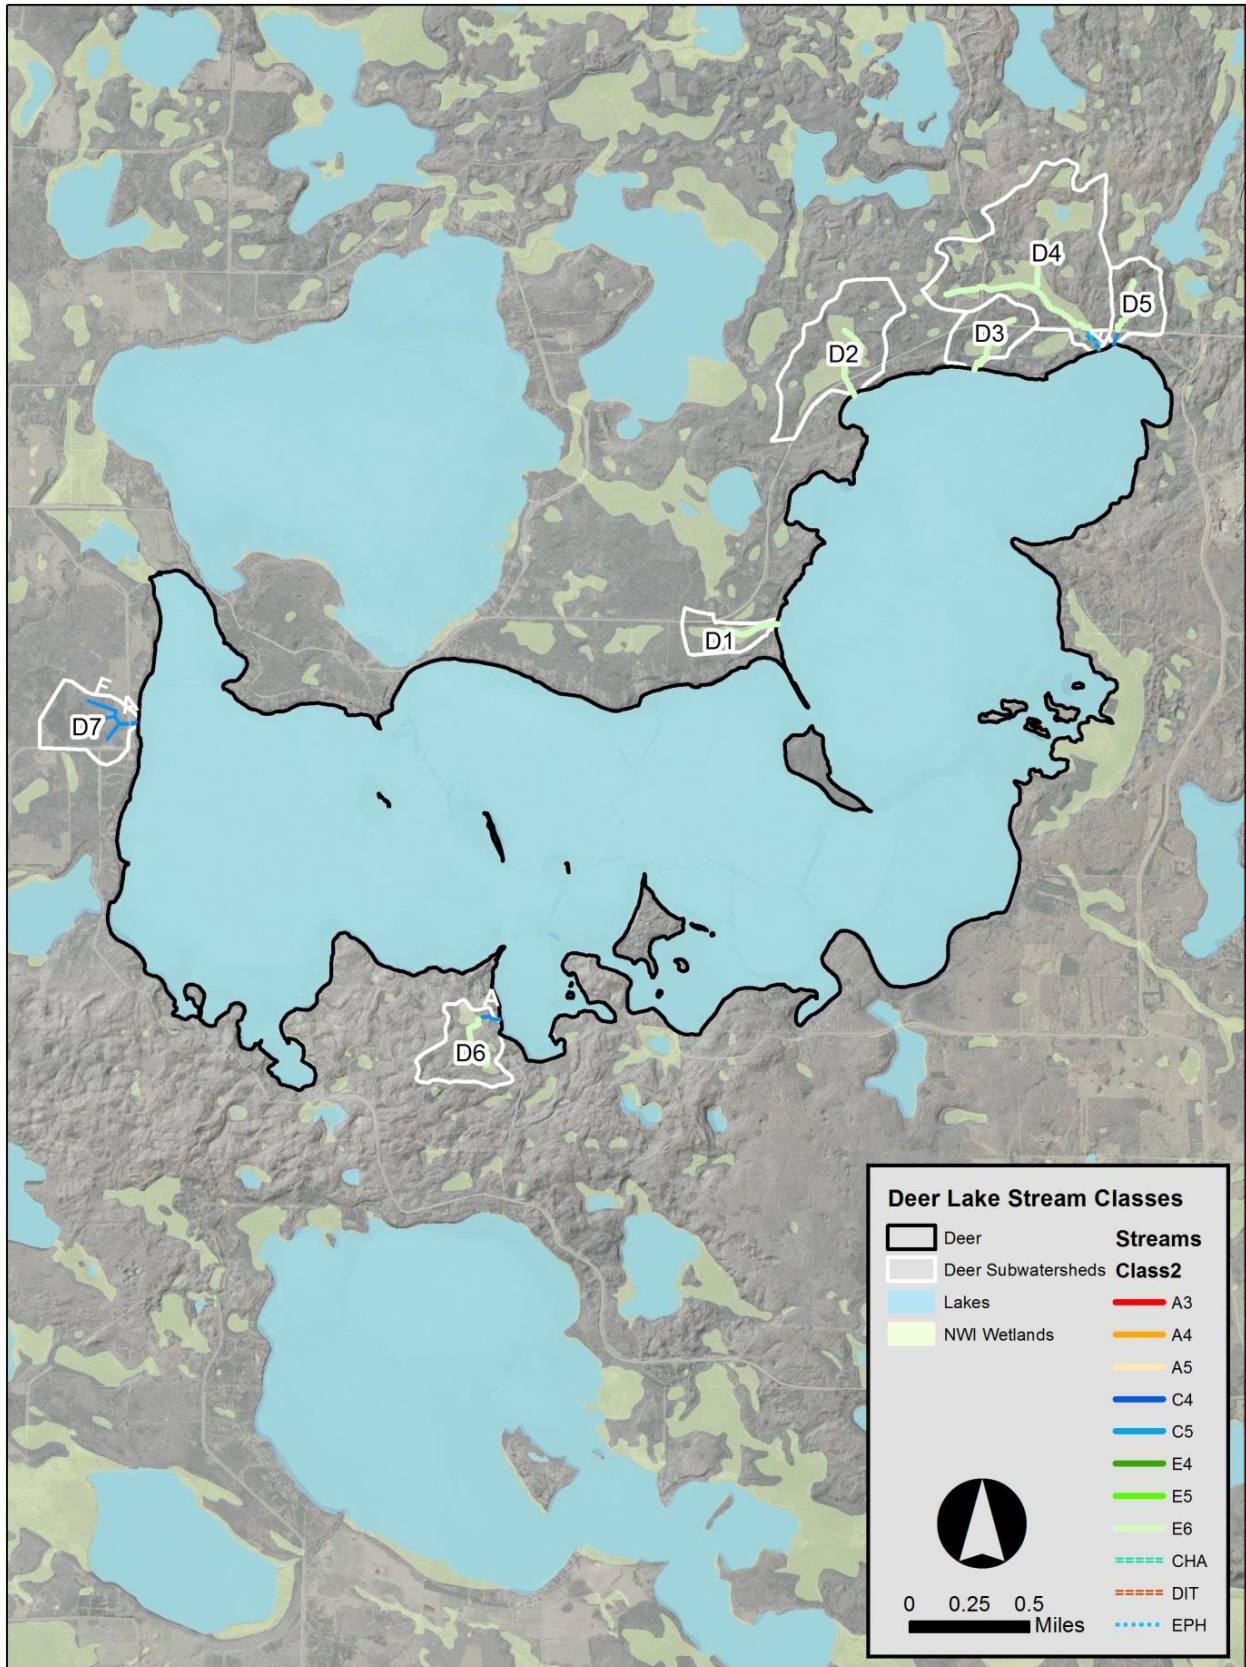 D4
D5
D3
D2
D1
E
A
D7
A
D6
Deer Lake Stream Classes
Deer
Streams
Deer Subwatersheds
Class2
Lakes
A3
NWI Wetlands
A4
A5
C4
C5
E4
E5
E6
CHA
DIT
EPH
0 0.25 0.5
Miles